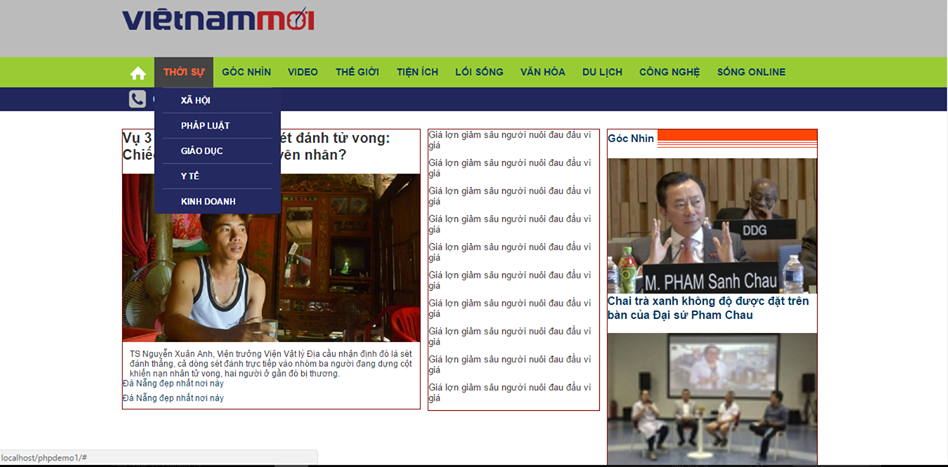 việtnammới
THỜI SỰ GÓC NHÌN VIDEO THẾ GIỚI TIỆN ÍCH LỐI SỐNG VĂN HÓA DU LỊCH CÔNG NGHỆ SỐNG ONLINE
XÃ HỘI
PHÁP LUẬT
GIÁO DỤC
Y TẾ
KINH DOANH
Vụ 3 ét đánh tử vong:
Chiế yên nhân?
TS Nguyễn Xuân Anh, Viện trưởng Viện Vật lý Địa cầu nhận định đó là sét
đánh thẳng, cả dòng sét đánh trực tiếp vào nhóm ba người đang dựng cột
khiến nạn nhân tử vong, hai người ở gần đó bị thương.
Đá Nẵng đẹp nhất nơi này
Đá Nẵng đẹp nhất nơi này
Giá lợn giảm sâu người nuôi đau đầu vì
giá
Giá lợn giảm sâu người nuôi đau đầu vì
giá
Giá lợn giảm sâu người nuôi đau đầu vì
giá
Giá lợn giảm sâu người nuôi đau đầu vì
giá
Giá lợn giảm sâu người nuôi đau đầu vì
giá
Giá lợn giảm sâu người nuôi đau đầu vì
giá
Giá lợn giảm sâu người nuôi đau đầu vì
giá
Giá lợn giảm sâu người nuôi đau đầu vì
giá
Giá lợn giảm sâu người nuôi đau đầu vì
giá
Giá lợn giảm sâu người nuôi đau đầu vì
giá
Góc Nhìn
DDG
M. PHAM Sanh Chau
Chai trà xanh không độ được đặt trên
bàn của Đại sứ Pham Chau
localhost/phpdemo1/#